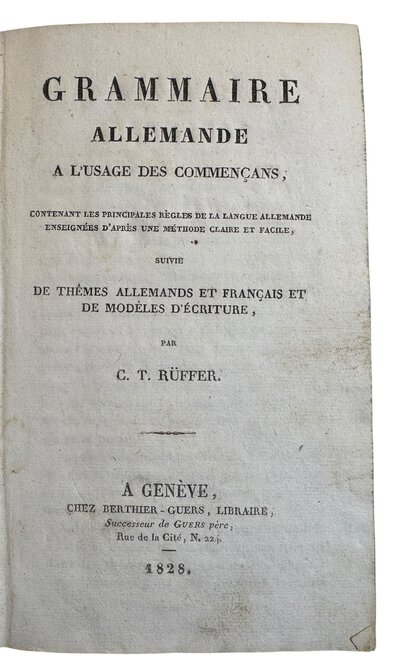 GRAMMAIRE
ALLEMANDE
A L'USAGE DES COMMENÇANS,
CONTENANT LES PRINCIPALES RÈGLES DE LA LANGUE ALLEMANDE
ENSEIGNÉES D'APRÈS UNE MÉTHODE CLAIRE ET FACILE,
SUIVIE
DE THÈMES ALLEMANDS ET FRANÇAIS ET
DE MODÈLES D'ÉCRITURE,
PAR
C. T. RÜFFER.
A GENÈVE,
CHEZ BERTHIER-GUERS, LIBRAIRE,
Successeur de GUERS père,
Rue de la Cité, N. 224.
1828.